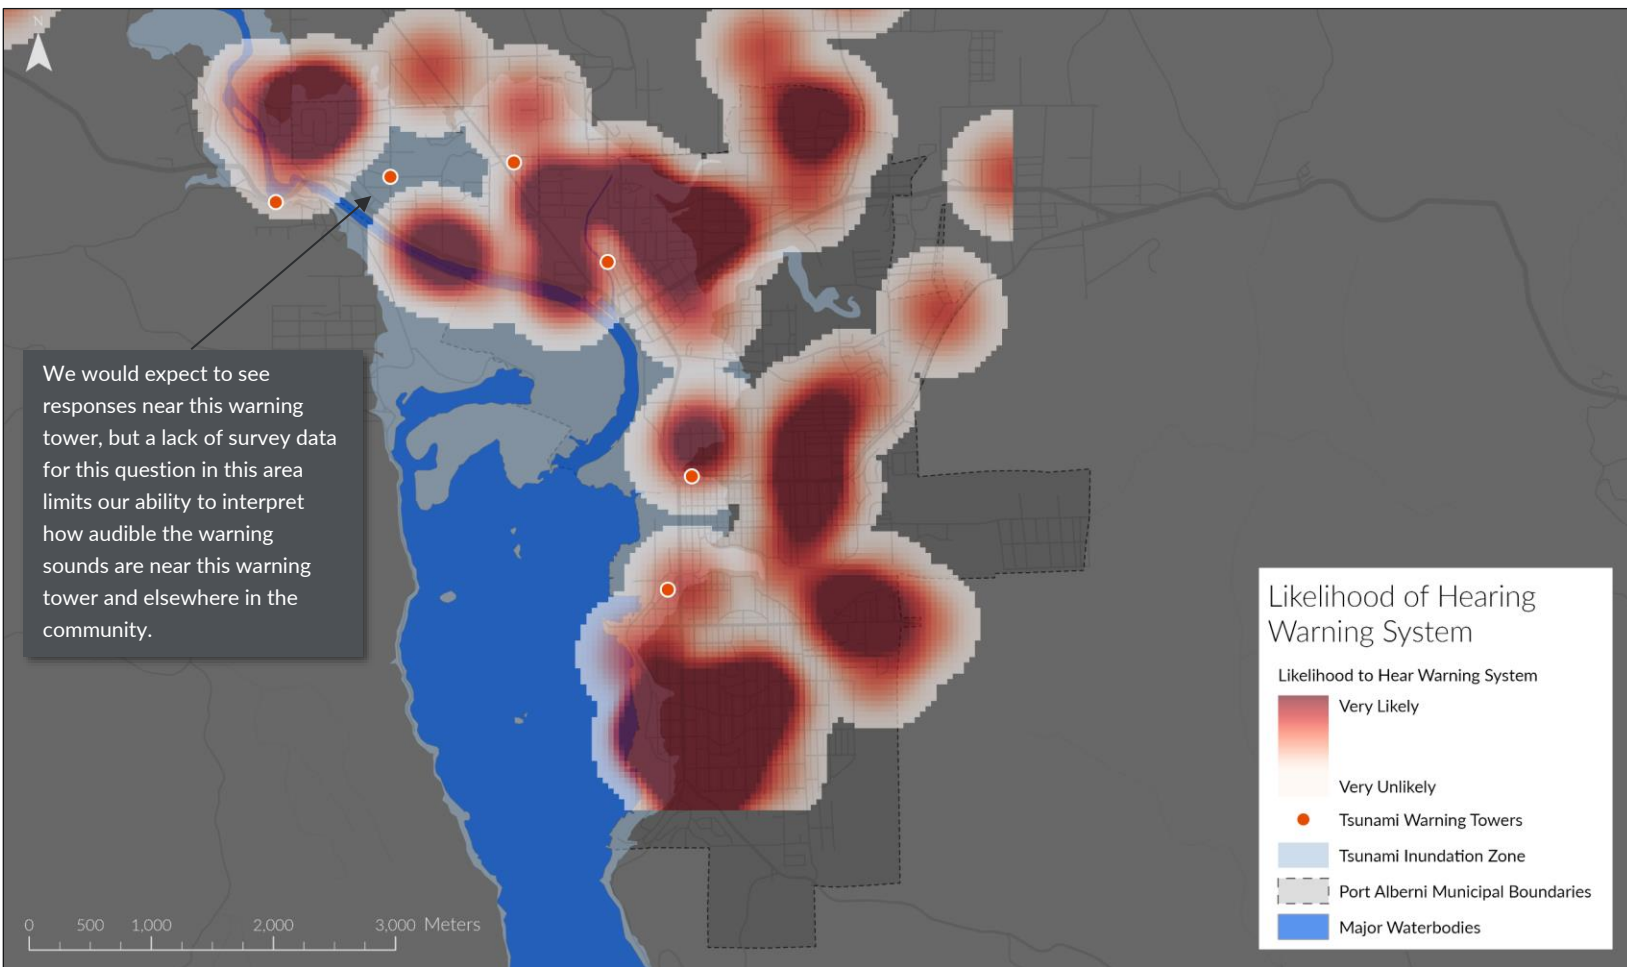 N
We would expect to see
responses near this warning
tower, but a lack of survey data
for this question in this area
limits our ability to interpret
how audible the warning
sounds are near this warning
tower and elsewhere in the
community.
Likelihood of Hearing
Warning System
Likelihood to Hear Warning System
Very Likely
Very Unlikely
Tsunami Warning Towers
Tsunami Inundation Zone
Port Alberni Municipal Boundaries
Major Waterbodies
0 500 1,000 2,000 3,000 Meters